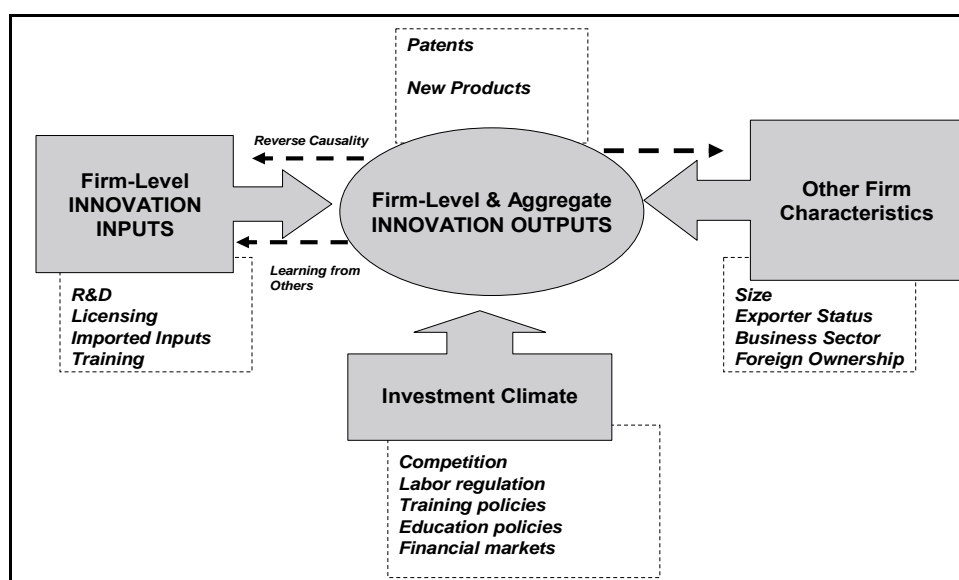 Patents
New Products
Reverse Causality
Firm-Level
INNOVATION
INPUTS
Firm-Level & Aggregate
INNOVATION OUTPUTS
Other Firm
Characteristics
Learning from
Others
R&D
Licensing
Imported Inputs
Training
Size
Exporter Status
Business Sector
Foreign Ownership
Investment Climate
Competition
Labor regulation
Training policies
Education policies
Financial markets